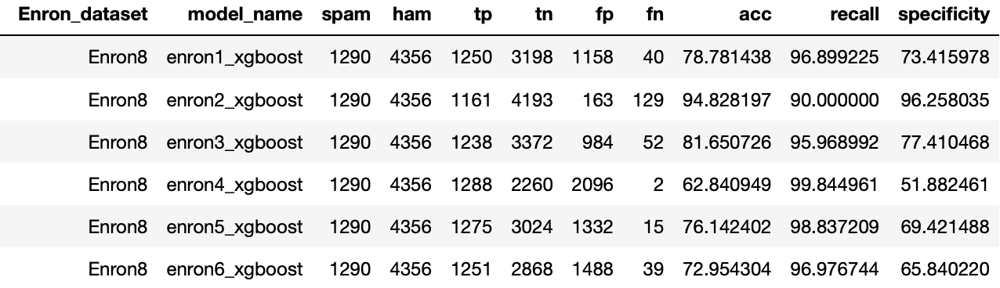 Enron_dataset model_name spam ham tp tn fp fn acc recall specificity
Enron8 enron1_xgboost 1290 4356 1250 3198 1158 40 78.781438 96.899225 73.415978
Enron8 enron2_xgboost 1290 4356 1161 4193 163 129 94.828197 90.000000 96.258035
Enron8 enron3_xgboost 1290 4356 1238 3372 984 52 81.650726 95.968992 77.410468
Enron8 enron4_xgboost 1290 4356 1288 2260 2096 2 62.840949 99.844961 51.882461
Enron8 enron5_xgboost 1290 4356 1275 3024 1332 15 76.142402 98.837209 69.421488
Enron8 enron6_xgboost 1290 4356 1251 2868 1488 39 72.954304 96.976744 65.840220